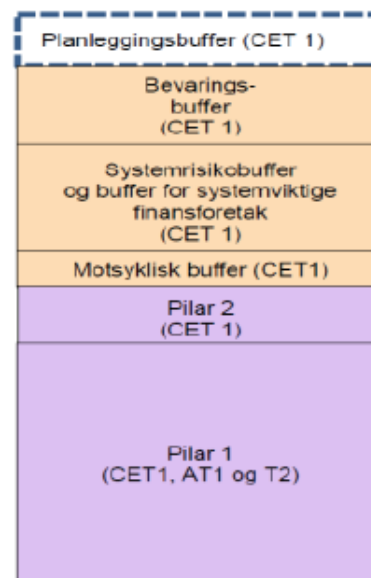 Planleggingsbuffer (CET 1)
Bevarings-
buffer
(CET 1)
Systemrisikobuffer
og buffer for systemviktige
finansforetak
(CET 1)
Motsyklisk buffer (CET1)
Pilar 2
(CET 1)
Pilar 1
(CET1, AT1 og T2)